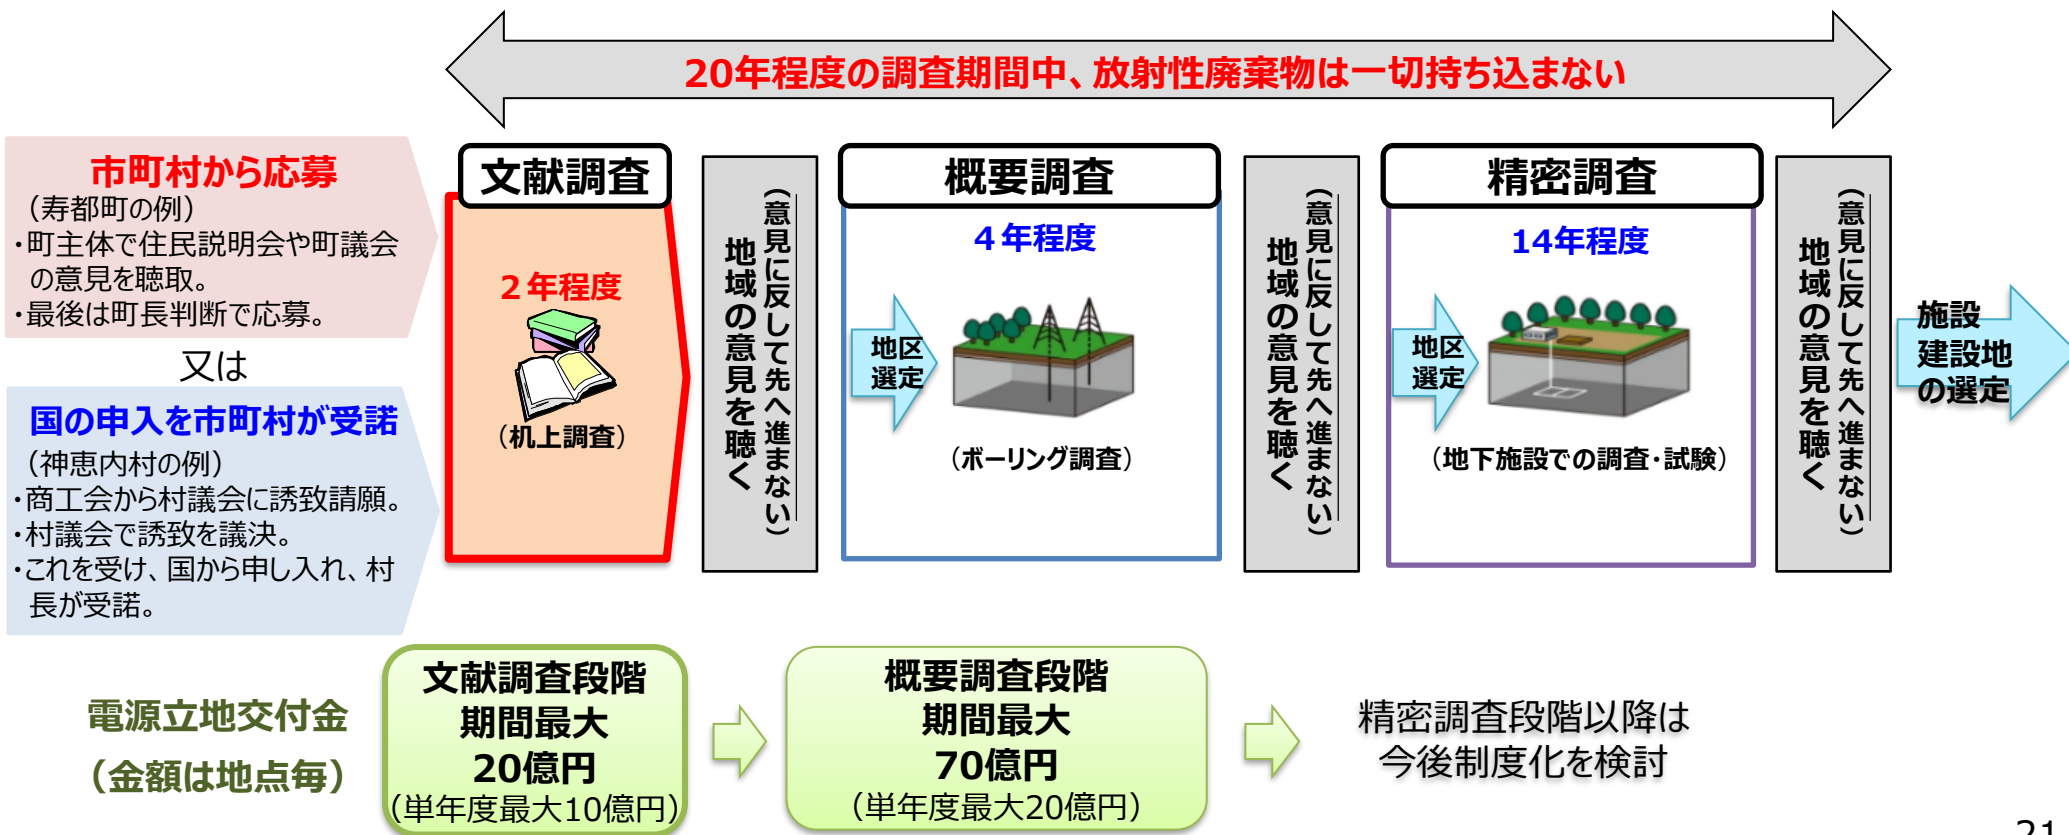 20年程度の調査期間中、放射性廃棄物は一切持ち込まない
市町村から応募
（寿都町の例）
・町主体で住民説明会や町議会
の意見を聴取。
・最後は町長判断で応募。
又は
国の申入を市町村が受諾
（神恵内村の例）
・商工会から村議会に誘致請願。
・村議会で誘致を議決。
・これを受け、国から申し入れ、村
長が受諾。
文献調査
２年程度
（机上調査）
地域の意見を聴く
（意見に反して先へ進まない）
概要調査
４年程度
地区
選定
（ボーリング調査）
地域の意見を聴く
（意見に反して先へ進まない）
精密調査
14年程度
地区
選定
（地下施設での調査・試験）
地域の意見を聴く
（意見に反して先へ進まない）
施設
建設地
の選定
電源立地交付金
（金額は地点毎）
文献調査段階
期間最大
20億円
（単年度最大10億円）
概要調査段階
期間最大
70億円
（単年度最大20億円）
精密調査段階以降は
今後制度化を検討
21